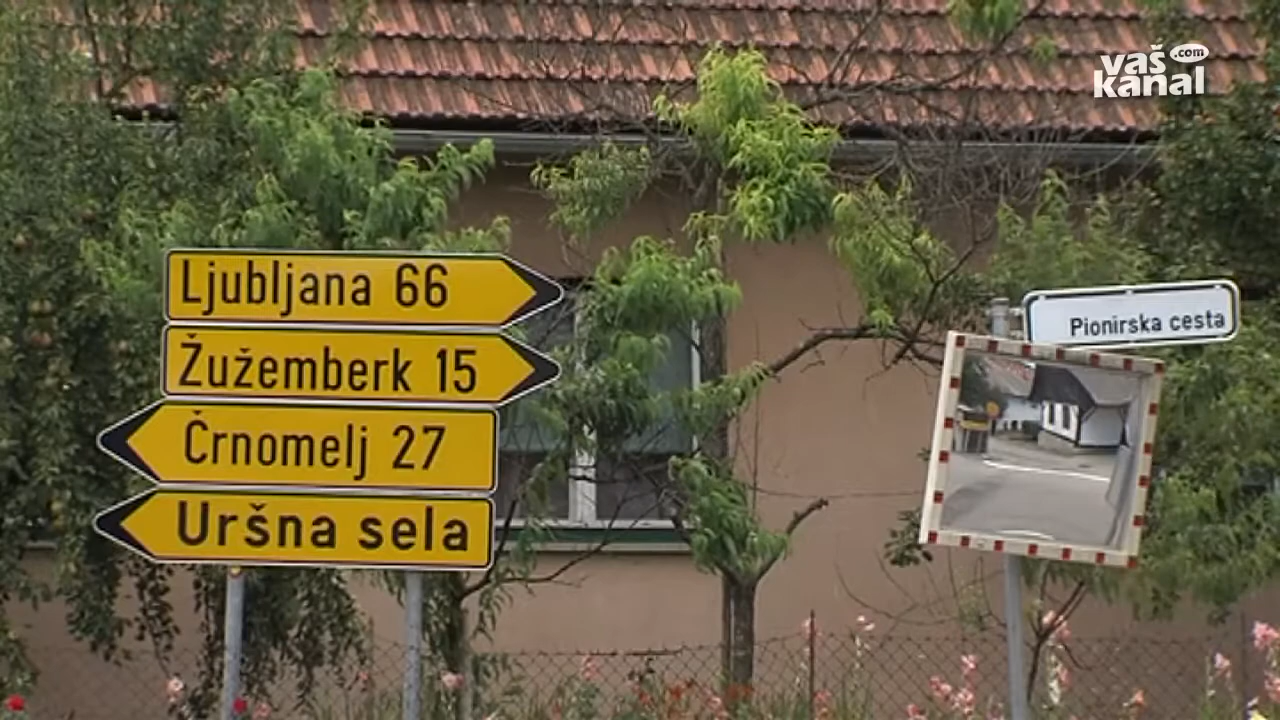 vaš.com
kanal
Ljubljana 66
Žužemberk 15
Črnomelj 27
Uršna sela
Pionirska cesta